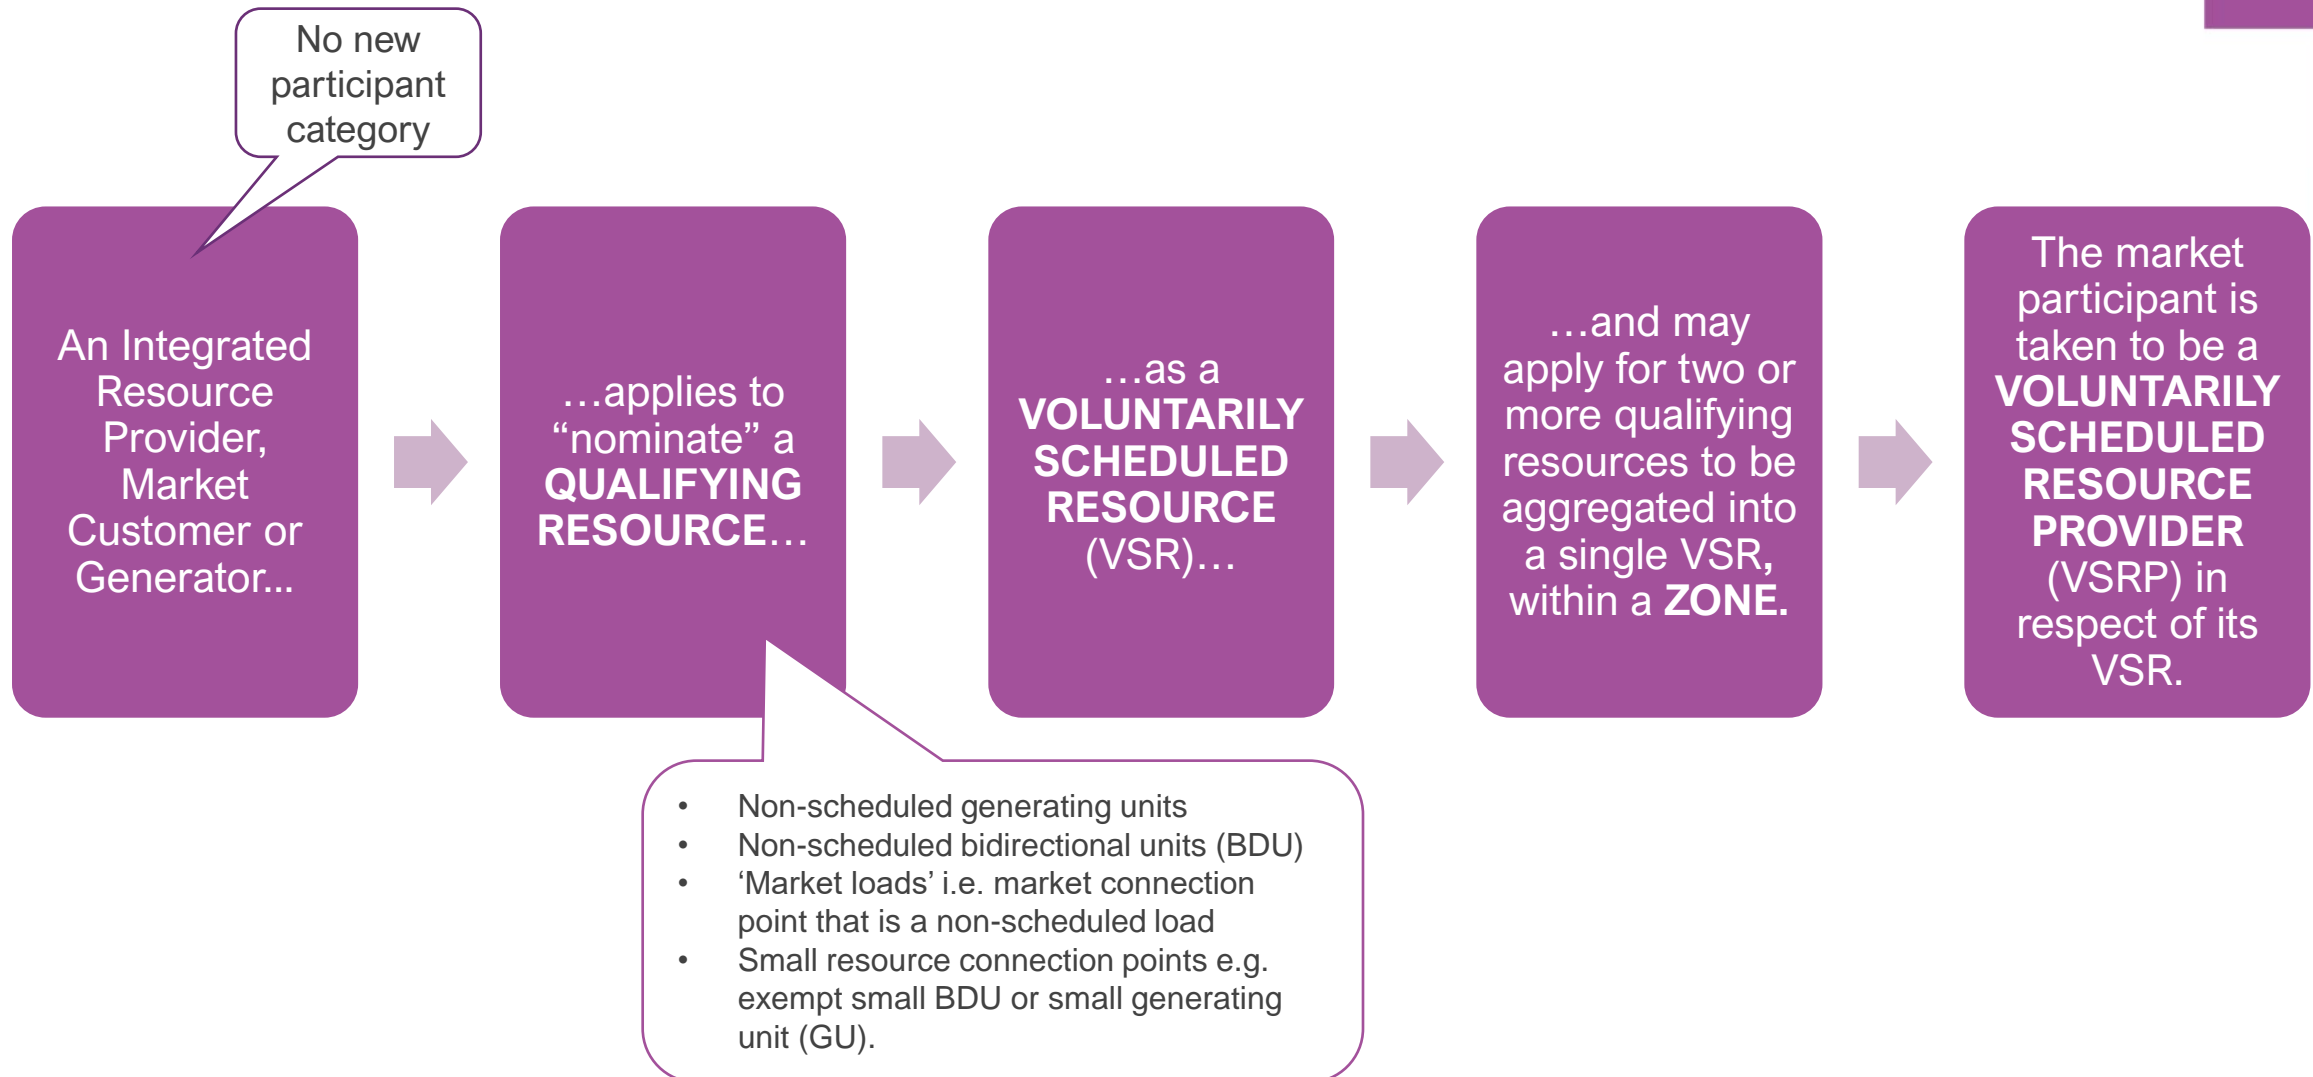 No new
participant
category
An Integrated
Resource
Provider,
Market
Customer or
Generator...
…applies to
“nominate” a
QUALIFYING
RESOURCE…
…as a
VOLUNTARILY
SCHEDULED
RESOURCE
(VSR)…
…and may
apply for two or
more qualifying
resources to be
aggregated into
a single VSR,
within a ZONE.
The market
participant is
taken to be a
VOLUNTARILY
SCHEDULED
RESOURCE
PROVIDER
(VSRP) in
respect of its
VSR.
• Non-scheduled generating units
• Non-scheduled bidirectional units (BDU)
• ‘Market loads’ i.e. market connection
point that is a non-scheduled load
• Small resource connection points e.g.
exempt small BDU or small generating
unit (GU).